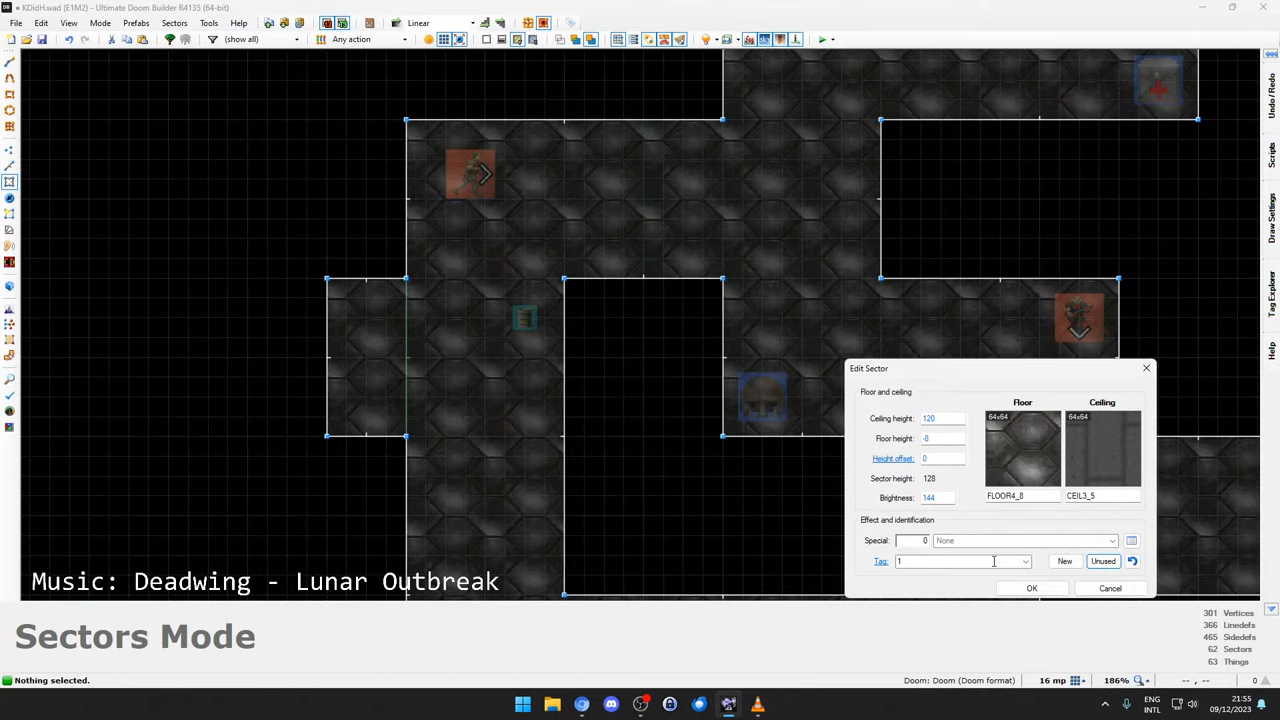 KDidH.wad (E1M2) - Ultimate Doom Builder R4135 (64-bit)
File Edit View Mode Prefabs Sectors Tools Help Linear
(show all) Any action
Undo / Redo
Scripts
Draw Settings
Tag Explorer
Help
Edit Sector
Floor and ceiling
Floor Ceiling
Ceiling height: 120 64x64 64x64
Floor height: -8
Height offset: 0
Sector height: 128
Brightness: 144 FLOOR4_8 CEIL3_5
Effect and identification
Special: 0 None
Tag: 1 New Unused
OK Cancel
Music: Deadwing - Lunar Outbreak
Sectors Mode
301 Vertices
366 Linedefs
465 Sidedefs
62 Sectors
63 Things
Nothing selected. Doom: Doom (Doom format) 16 mp 186% -- , -- 0
ENG
INTL
21:55
09/12/2023